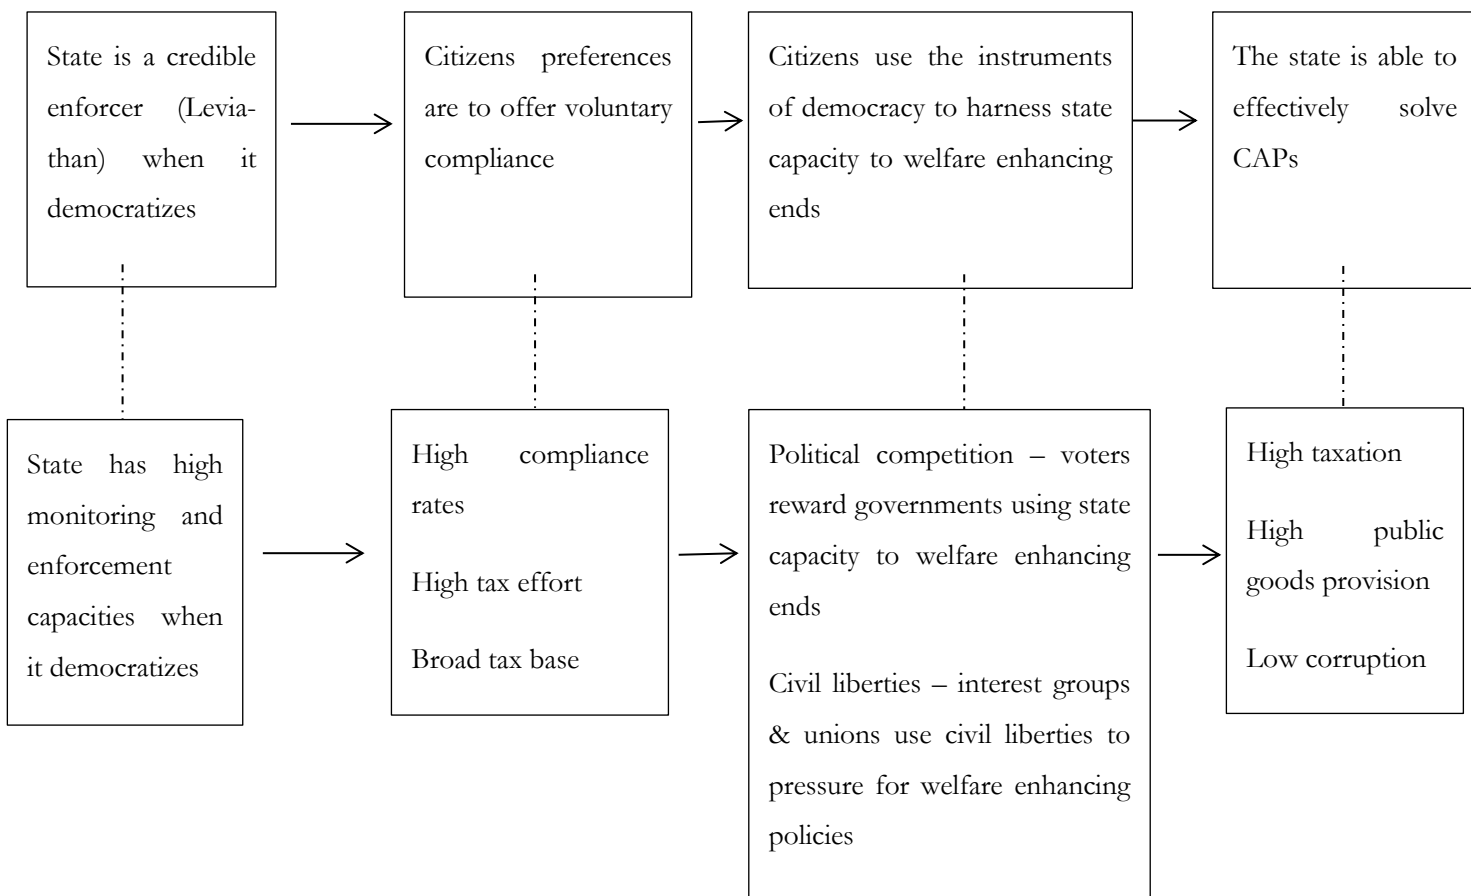 State is a credible
enforcer (Levia-
than) when it
democratizes
Citizens preferences
are to offer voluntary
compliance
Citizens use the instruments
of democracy to harness state
capacity to welfare enhancing
ends
The state is able to
effectively solve
CAPs
State has high
monitoring and
enforcement
capacities when
it democratizes
High compliance
rates
High tax effort
Broad tax base
Political competition – voters
reward governments using state
capacity to welfare enhancing
ends
Civil liberties – interest groups
& unions use civil liberties to
pressure for welfare enhancing
policies
High taxation
High public
goods provision
Low corruption